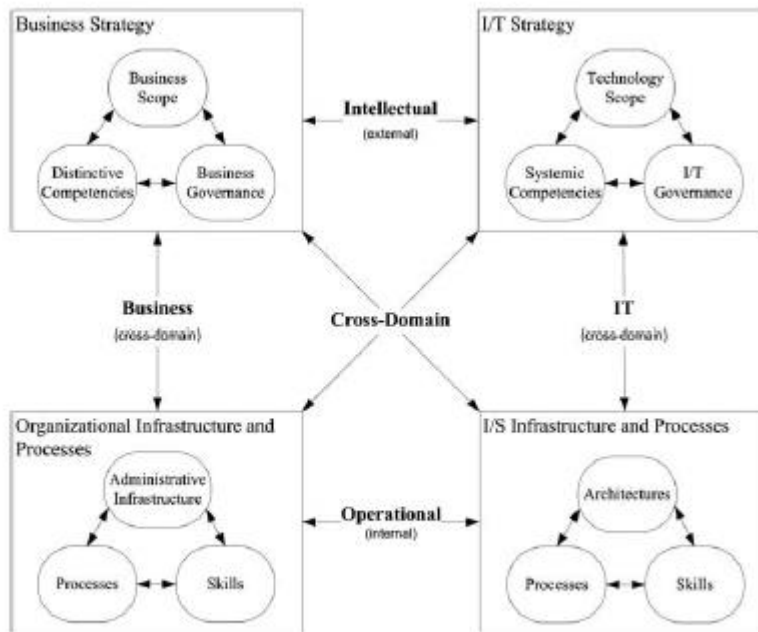 Business Strategy
I/T Strategy
Business
Scope
Technology
Scope
Intellectual
(external)
Distinctive
Competencies
Business
Governance
Systemic
Competencies
I/T
Governance
Business
(cross-domain)
Cross-Domain
IT
(cross-domain)
Organizational Infrastructure and
Processes
I/S Infrastructure and Processes
Administrative
Infrastructure
Architectures
Operational
(internal)
Processes
Skills
Processes
Skills